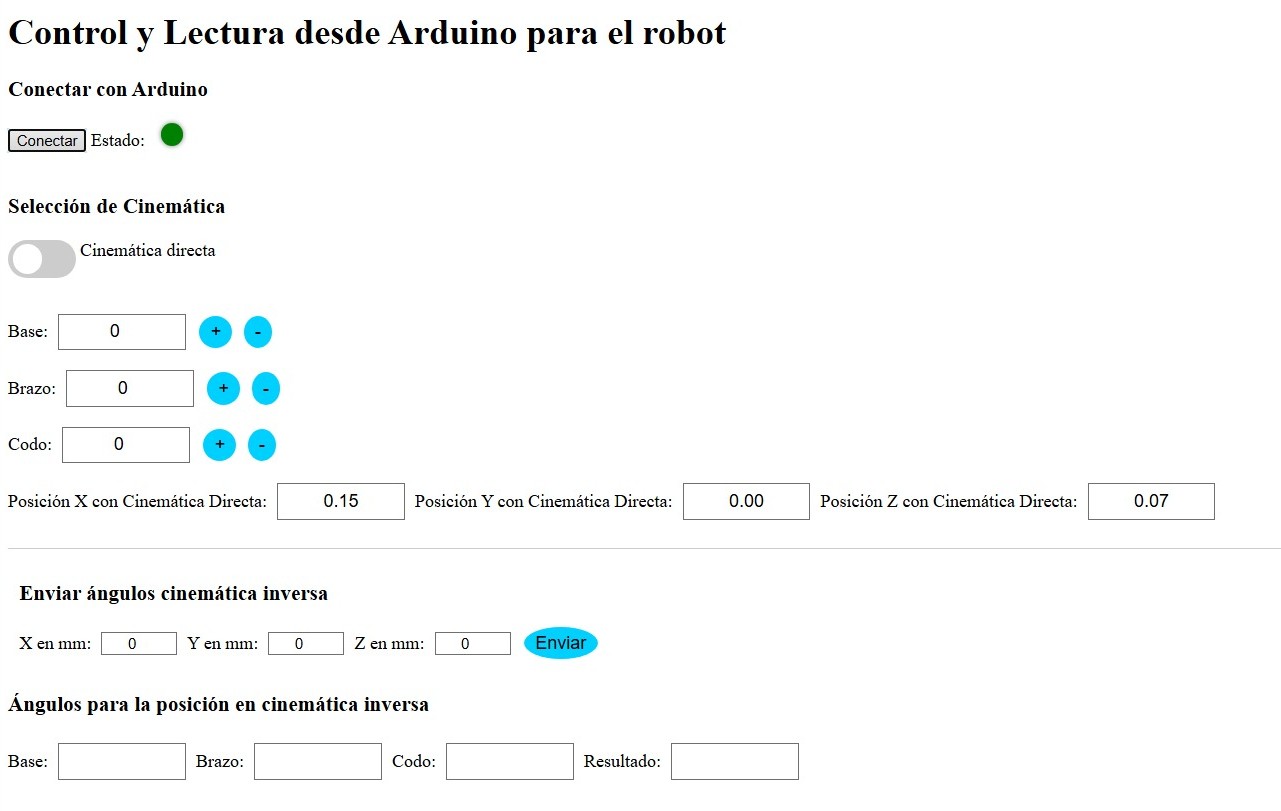 Control y Lectura desde Arduino para el robot
Conectar con Arduino
Conectar Estado:
Selección de Cinemática
Cinemática directa
Base: 0 + -
Brazo: 0 + -
Codo: 0 + -
Posición X con Cinemática Directa: 0.15 Posición Y con Cinemática Directa: 0.00 Posición Z con Cinemática Directa: 0.07
Enviar ángulos cinemática inversa
X en mm: 0 Y en mm: 0 Z en mm: 0 Enviar
Ángulos para la posición en cinemática inversa
Base: Brazo: Codo: Resultado: